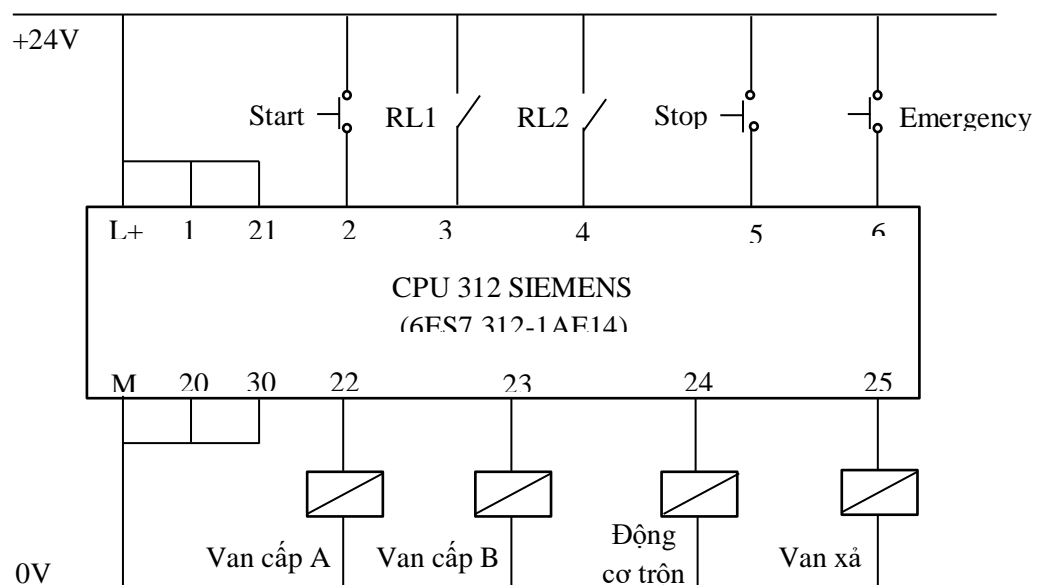 +24V
Start
RL1
RL2
Stop
Emergency
L+ 1 21 2 3 4 5 6
CPU 312 SIEMENS
(6ES7 312-1AE14)
M 20 30 22 23 24 25
Van cấp A
Van cấp B
Động
cơ trộn
Van xả
0V